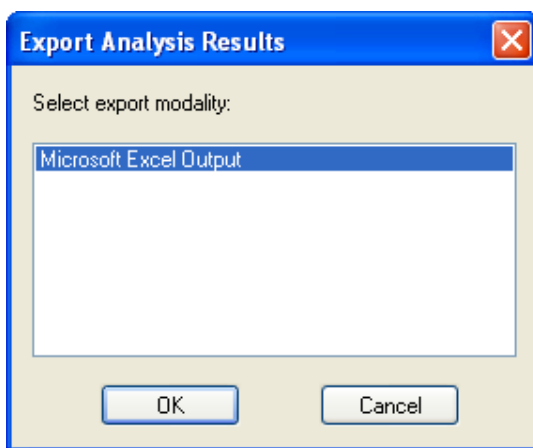 Export Analysis Results
Select export modality:
Microsoft Excel Output
OK Cancel